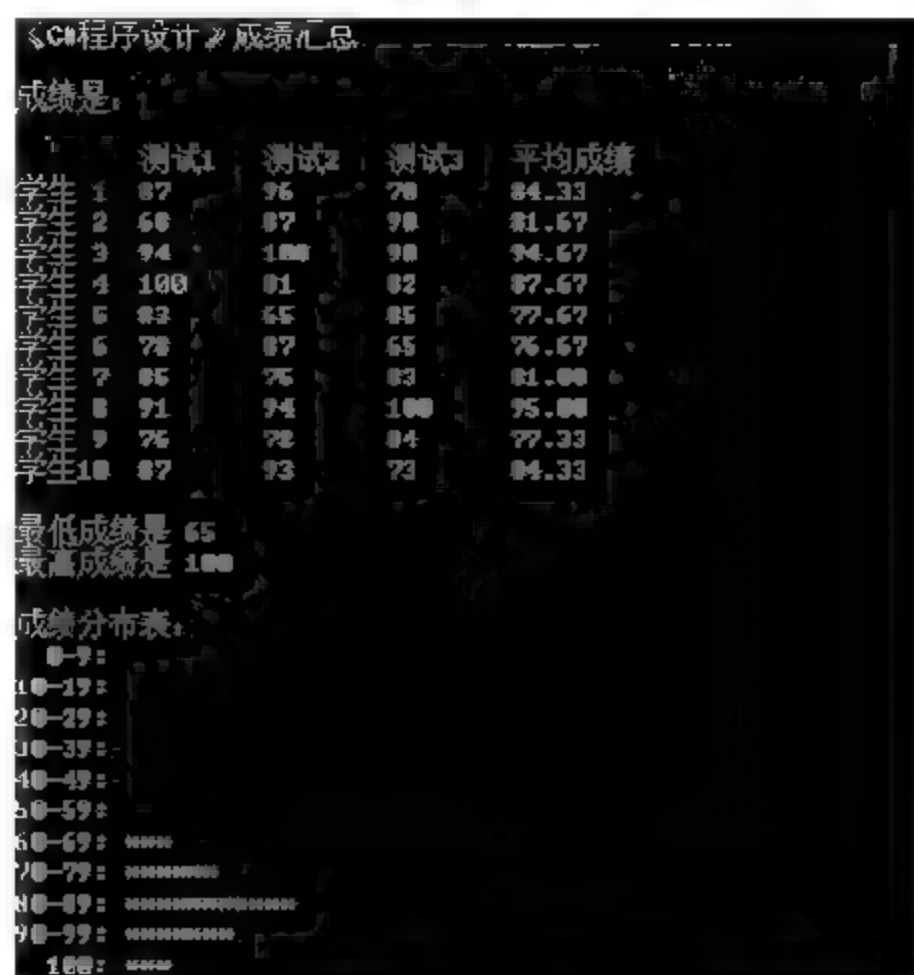 《C#程序设计》成绩汇总
成绩是：
测试1 测试2 测试3 平均成绩
学生 1 87 96 70 84.33
学生 2 68 87 90 81.67
学生 3 94 100 90 94.67
学生 4 100 81 82 87.67
学生 5 83 65 85 77.67
学生 6 78 87 65 76.67
学生 7 85 75 83 81.00
学生 8 91 94 100 95.00
学生 9 76 72 84 77.33
学生10 87 93 73 84.33
最低成绩是 65
最高成绩是 100
成绩分布表：
0-9:
10-19:
20-29:
30-39:
40-49:
50-59:
60-69: ***
70-79: ******
80-89: ***********
90-99: *******
100: ***